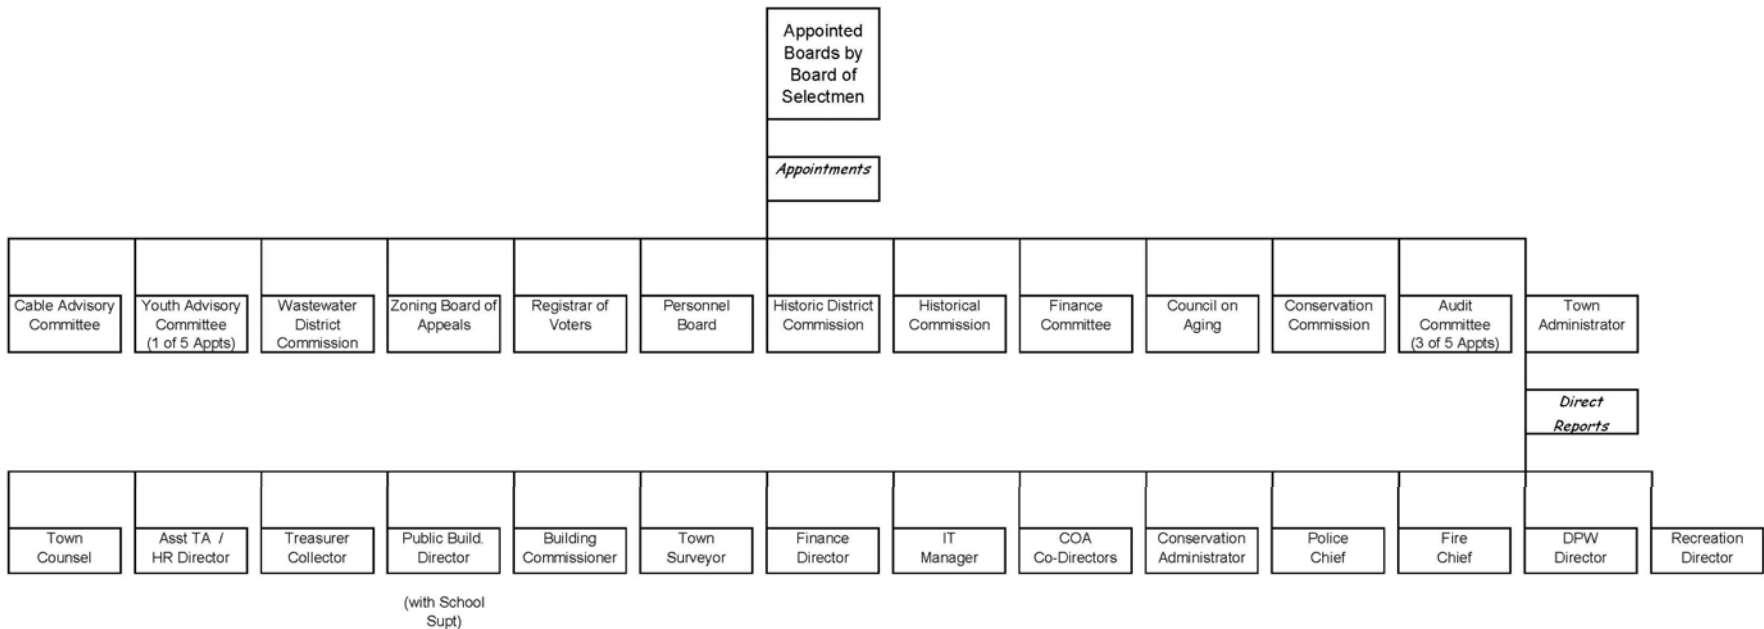 Appointed
Boards by
Board of
Selectmen
Appointments
Cable Advisory
Committee
Youth Advisory
Committee
(1 of 5 Appts)
Wastewater
District
Commission
Zoning Board of
Appeals
Registrar of
Voters
Personnel
Board
Historic District
Commission
Historical
Commission
Finance
Committee
Council on
Aging
Conservation
Commission
Audit
Committee
(3 of 5 Appts)
Town
Administrator
Direct
Reports
Town
Counsel
Asst TA /
HR Director
Treasurer
Collector
Public Build.
Director
(with School
Supt)
Building
Commissioner
Town
Surveyor
Finance
Director
IT
Manager
COA
Co-Directors
Conservation
Administrator
Police
Chief
Fire
Chief
DPW
Director
Recreation
Director